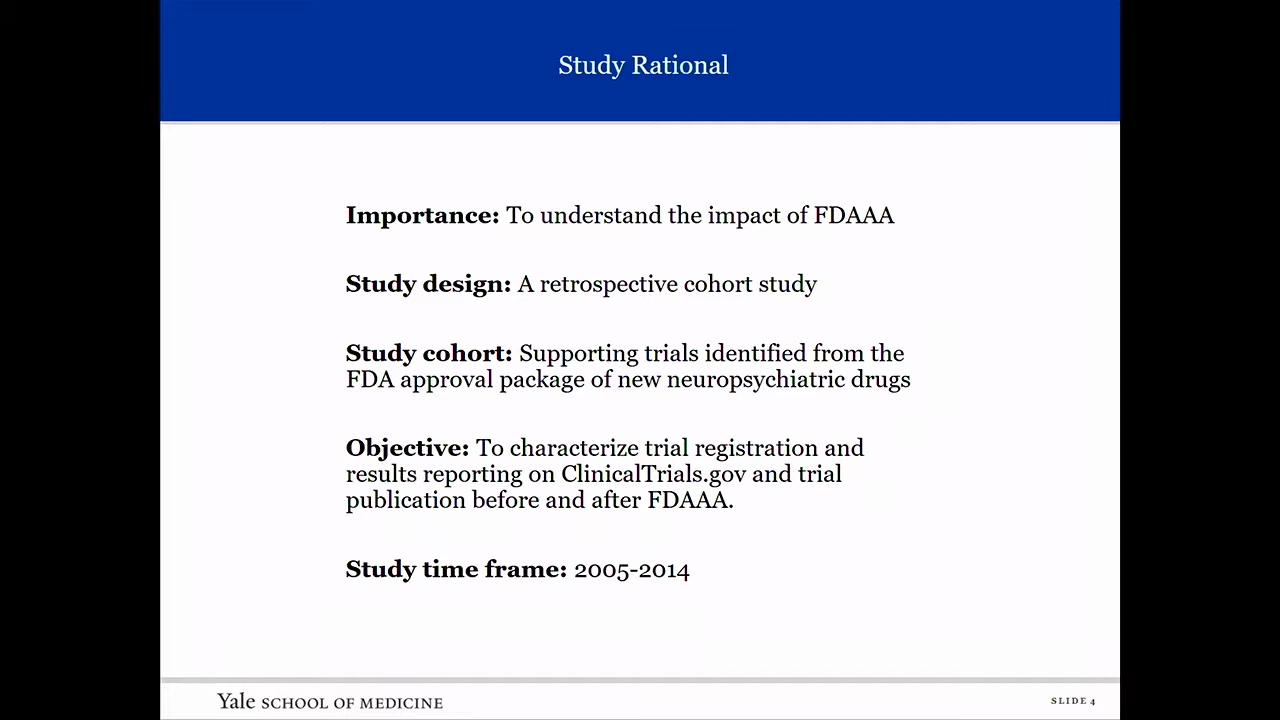 Study Rational
Importance: To understand the impact of FDAAA
Study design: A retrospective cohort study
Study cohort: Supporting trials identified from the
FDA approval package of new neuropsychiatric drugs
Objective: To characterize trial registration and
results reporting on ClinicalTrials.gov and trial
publication before and after FDAAA.
Study time frame: 2005-2014
Yale SCHOOL OF MEDICINE
SLIDE 4